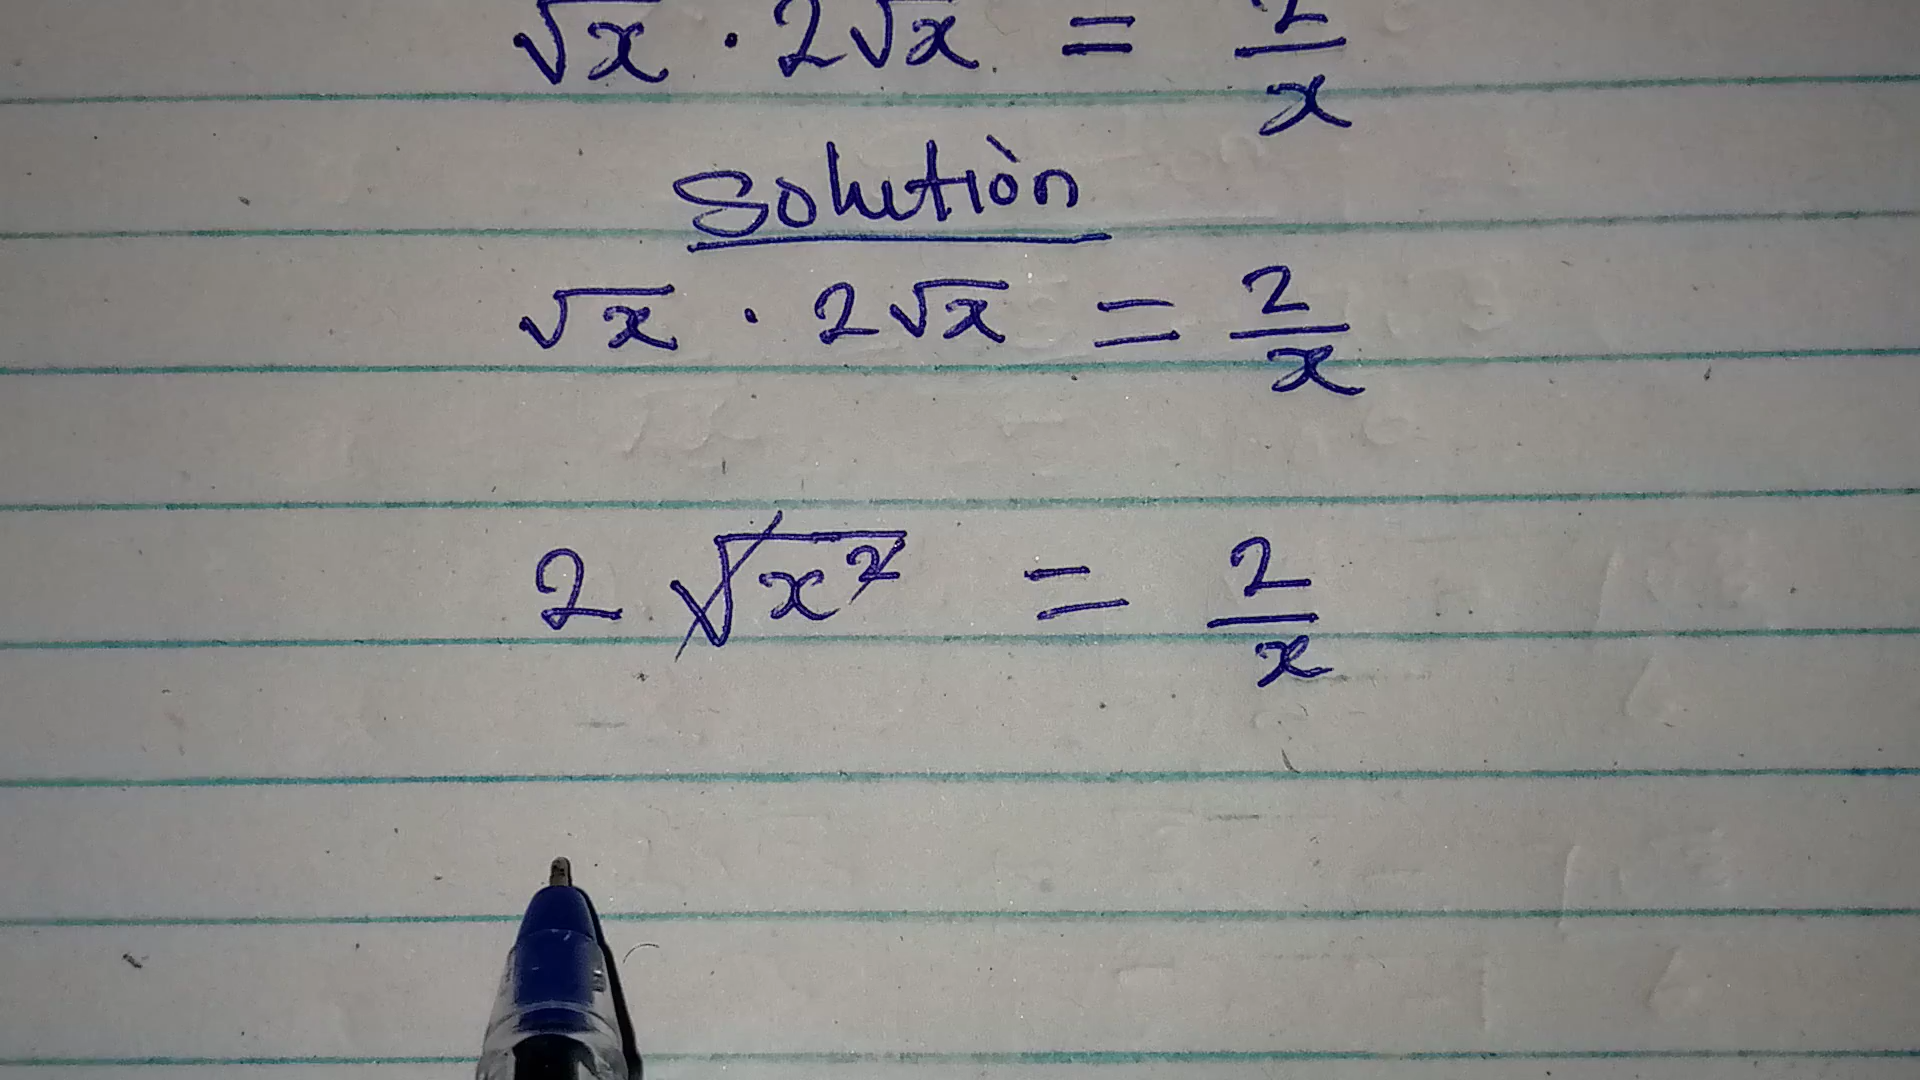 √x · 2√x = 2/x
Solution
√x · 2√x = 2/x
2 √x² = 2/x